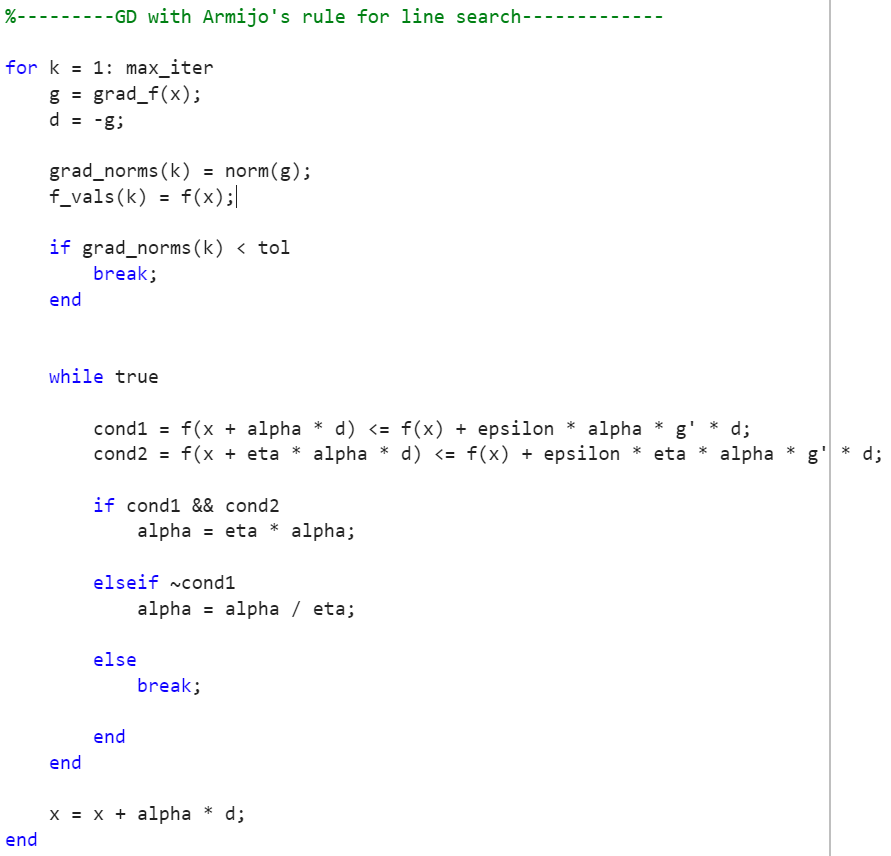 %---------GD with Armijo's rule for line search-------------
for k = 1: max_iter
g = grad_f(x);
d = -g;
grad_norms(k) = norm(g);
f_vals(k) = f(x);
if grad_norms(k) < tol
break;
end
while true
cond1 = f(x + alpha * d) <= f(x) + epsilon * alpha * g' * d;
cond2 = f(x + eta * alpha * d) <= f(x) + epsilon * eta * alpha * g' * d;
if cond1 && cond2
alpha = eta * alpha;
elseif ~cond1
alpha = alpha / eta;
else
break;
end
end
x = x + alpha * d;
end